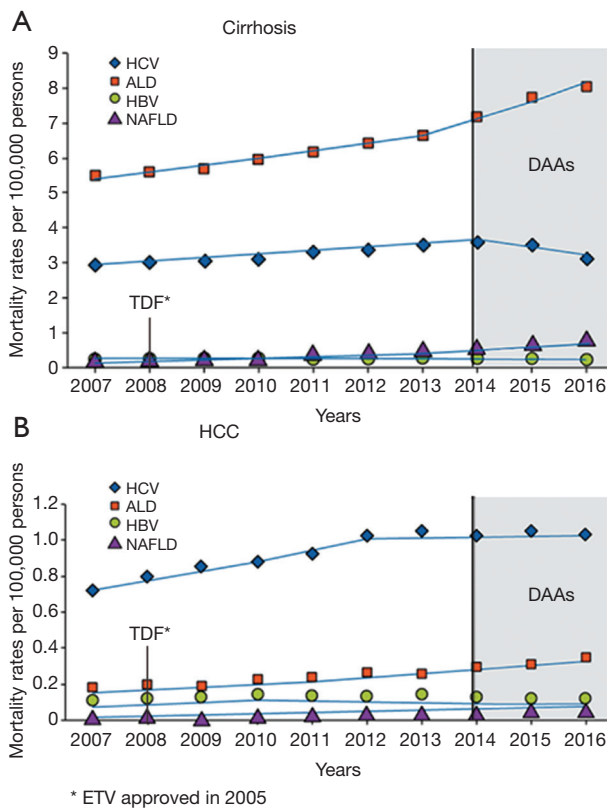 A
Cirrhosis
9
8
7
6
5
4
3
2
1
0
Mortality rates per 100,000 persons
HCV
ALD
HBV
NAFLD
DAAs
TDF*
2007 2008 2009 2010 2011 2012 2013 2014 2015 2016
Years
B
HCC
1.2
1.0
0.8
0.6
0.4
0.2
0
Mortality rates per 100,000 persons
HCV
ALD
HBV
NAFLD
DAAs
TDF*
2007 2008 2009 2010 2011 2012 2013 2014 2015 2016
Years
* ETV approved in 2005